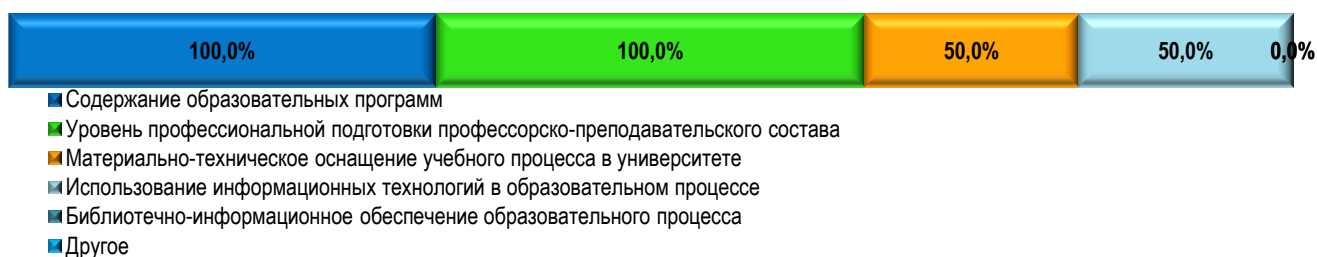 100,0% 100,0% 50,0% 50,0% 0,0%
Содержание образовательных программ
Уровень профессиональной подготовки профессорско-преподавательского состава
Материально-техническое оснащение учебного процесса в университете
Использование информационных технологий в образовательном процессе
Библиотечно-информационное обеспечение образовательного процесса
Другое